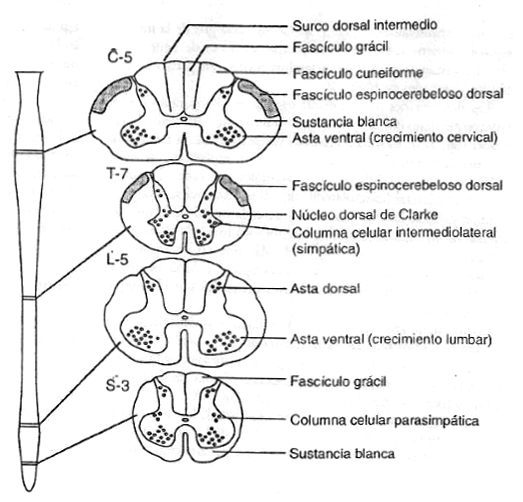 Surco dorsal intermedio
Fascículo grácil
C-5
Fascículo cuneiforme
Fascículo espinocerebeloso dorsal
Sustancia blanca
Asta ventral (crecimiento cervical)
T-7
Fascículo espinocerebeloso dorsal
Núcleo dorsal de Clarke
Columna celular intermediolateral
(simpática)
L-5
Asta dorsal
Asta ventral (crecimiento lumbar)
S-3
Fascículo grácil
Columna celular parasimpática
Sustancia blanca